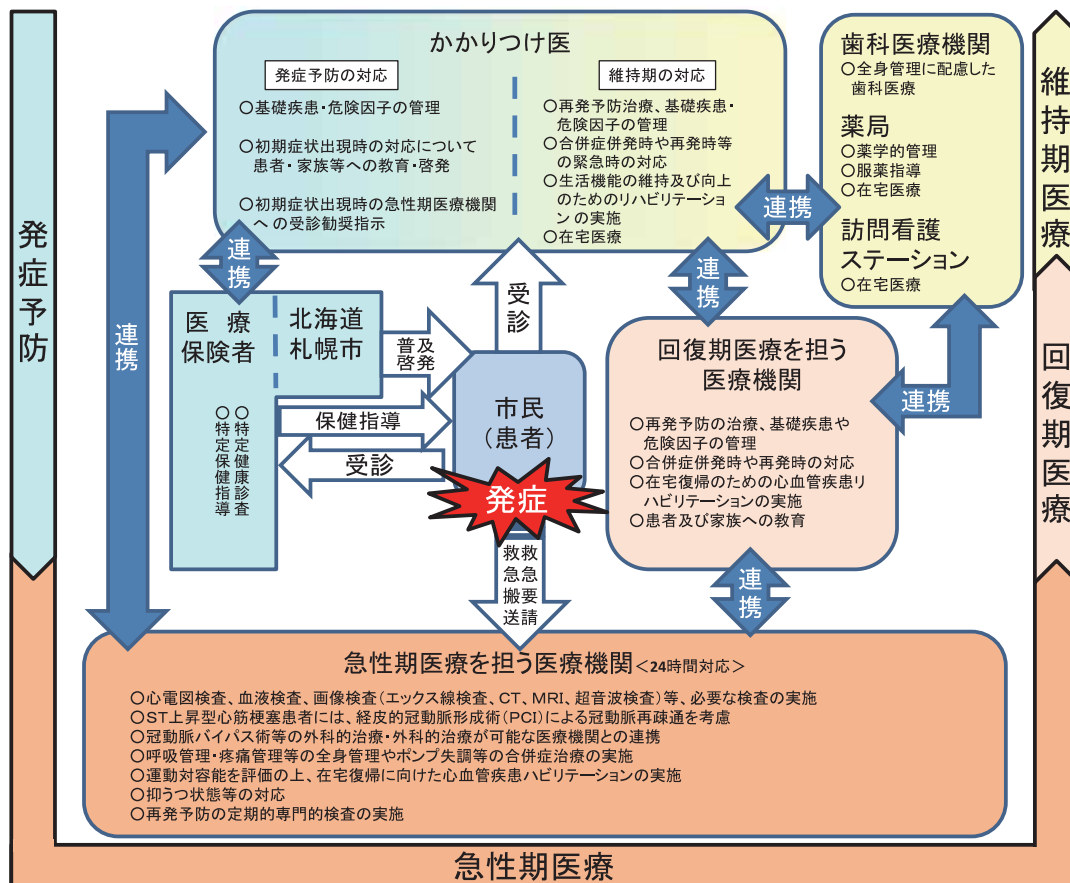 発症予防
連携
かかりつけ医
発症予防の対応
○基礎疾患・危険因子の管理
○初期症状出現時の対応について
患者・家族等への教育・啓発
○初期症状出現時の急性期医療機関
への受診勧奨指示
維持期の対応
○再発予防治療、基礎疾患・
危険因子の管理
○合併症併発時や再発時等
の緊急時の対応
○生活機能の維持及び向上
のためのリハビリテーショ
ンの実施
○在宅医療
連携
歯科医療機関
○全身管理に配慮した
歯科医療
薬局
○薬学的管理
○服薬指導
○在宅医療
訪問看護
ステーション
○在宅医療
維持期医療
連携
受診
連携
医療
保険者
北海道
札幌市
○特定健康診査
○特定保健指導
普及
啓発
保健指導
受診
市民
(患者)
発症
救急要請
救急搬送
回復期医療を担う
医療機関
○再発予防の治療、基礎疾患や
危険因子の管理
○合併症併発時や再発時の対応
○在宅復帰のための心血管疾患リ
ハビリテーションの実施
○患者及び家族への教育
連携
回復期医療
連携
急性期医療を担う医療機関<24時間対応>
○心電図検査、血液検査、画像検査(エックス線検査、CT、MRI、超音波検査)等、必要な検査の実施
○ST上昇型心筋梗塞患者には、経皮的冠動脈形成術(PCI)による冠動脈再疎通を考慮
○冠動脈バイパス術等の外科的治療・外科的治療が可能な医療機関との連携
○呼吸管理・疼痛管理等の全身管理やポンプ失調等の合併症治療の実施
○運動対容能を評価の上、在宅復帰に向けた心血管疾患ハビリテーションの実施
○抑うつ状態等の対応
○再発予防の定期的専門的検査の実施
急性期医療